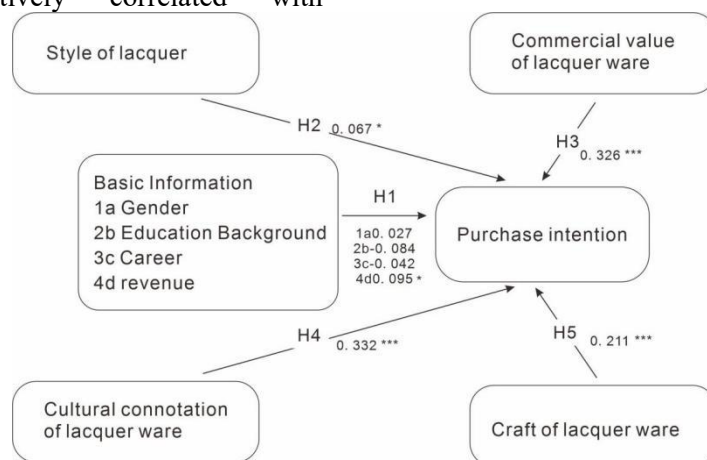 correlated with
Style of lacquer
Commercial value
of lacquer ware
H2 0. 067 *
H3 0. 326 ***
Basic Information
1a Gender
2b Education Background
3c Career
4d revenue
H1
1a0. 027
2b-0. 084
3c-0. 042
4d0. 095 *
Purchase intention
H4 0. 332 ***
H5 0. 211 ***
Cultural connotation
of lacquer ware
Craft of lacquer ware